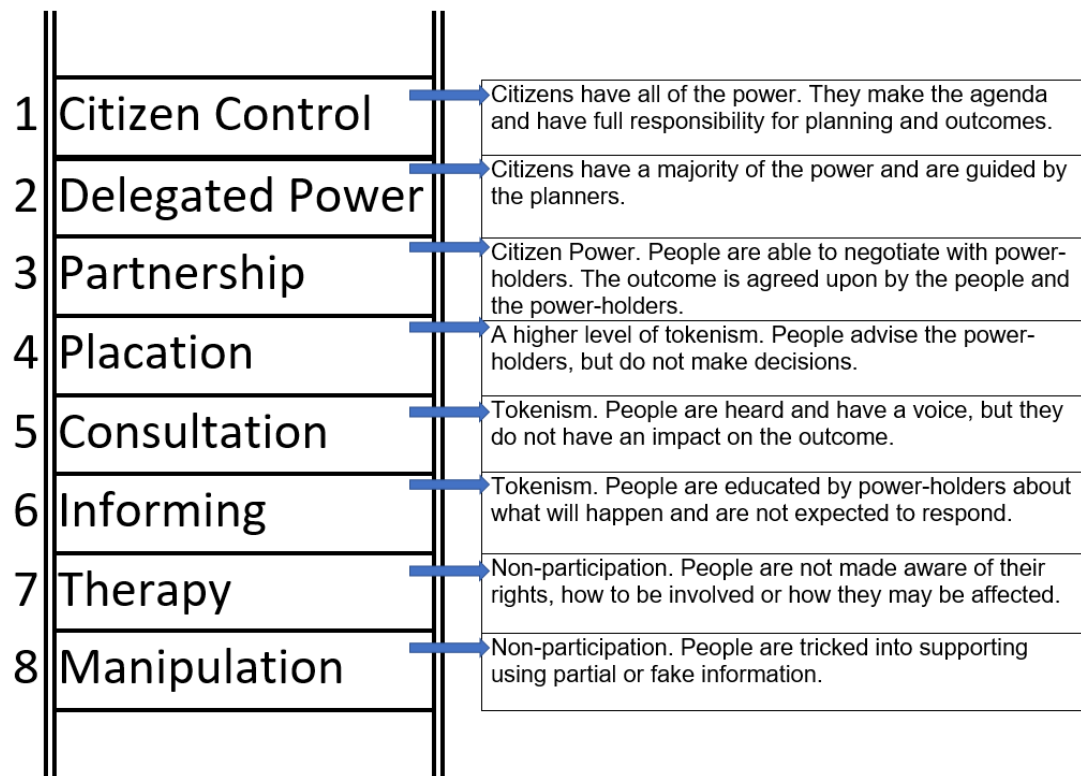 1 Citizen Control
Citizens have all of the power. They make the agenda
and have full responsibility for planning and outcomes.
2 Delegated Power
Citizens have a majority of the power and are guided by
the planners.
3 Partnership
Citizen Power. People are able to negotiate with power-
holders. The outcome is agreed upon by the people and
the power-holders.
4 Placation
A higher level of tokenism. People advise the power-
holders, but do not make decisions.
5 Consultation
Tokenism. People are heard and have a voice, but they
do not have an impact on the outcome.
6 Informing
Tokenism. People are educated by power-holders about
what will happen and are not expected to respond.
7 Therapy
Non-participation. People are not made aware of their
rights, how to be involved or how they may be affected.
8 Manipulation
Non-participation. People are tricked into supporting
using partial or fake information.